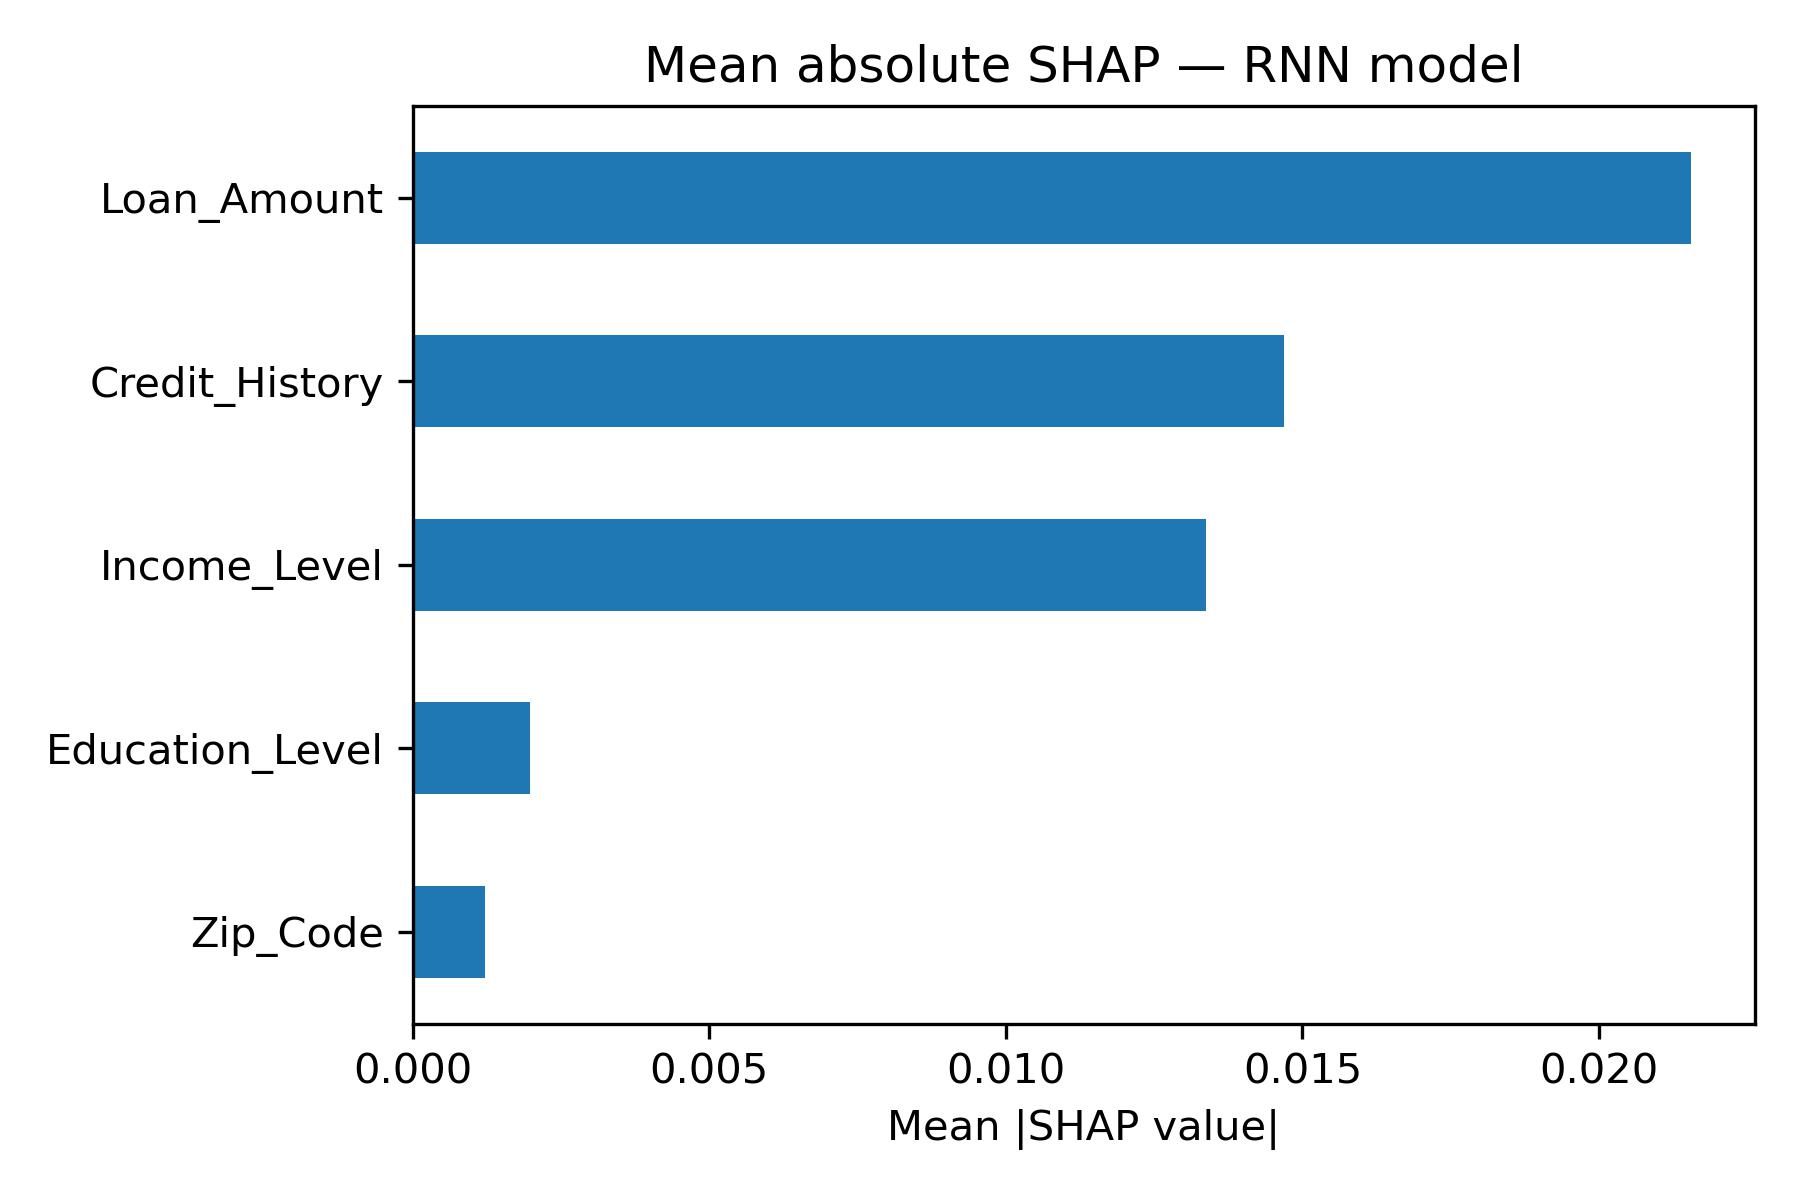 Mean absolute SHAP — RNN model
Loan_Amount
Credit_History
Income_Level
Education_Level
Zip_Code
0.000 0.005 0.010 0.015 0.020
Mean |SHAP value|